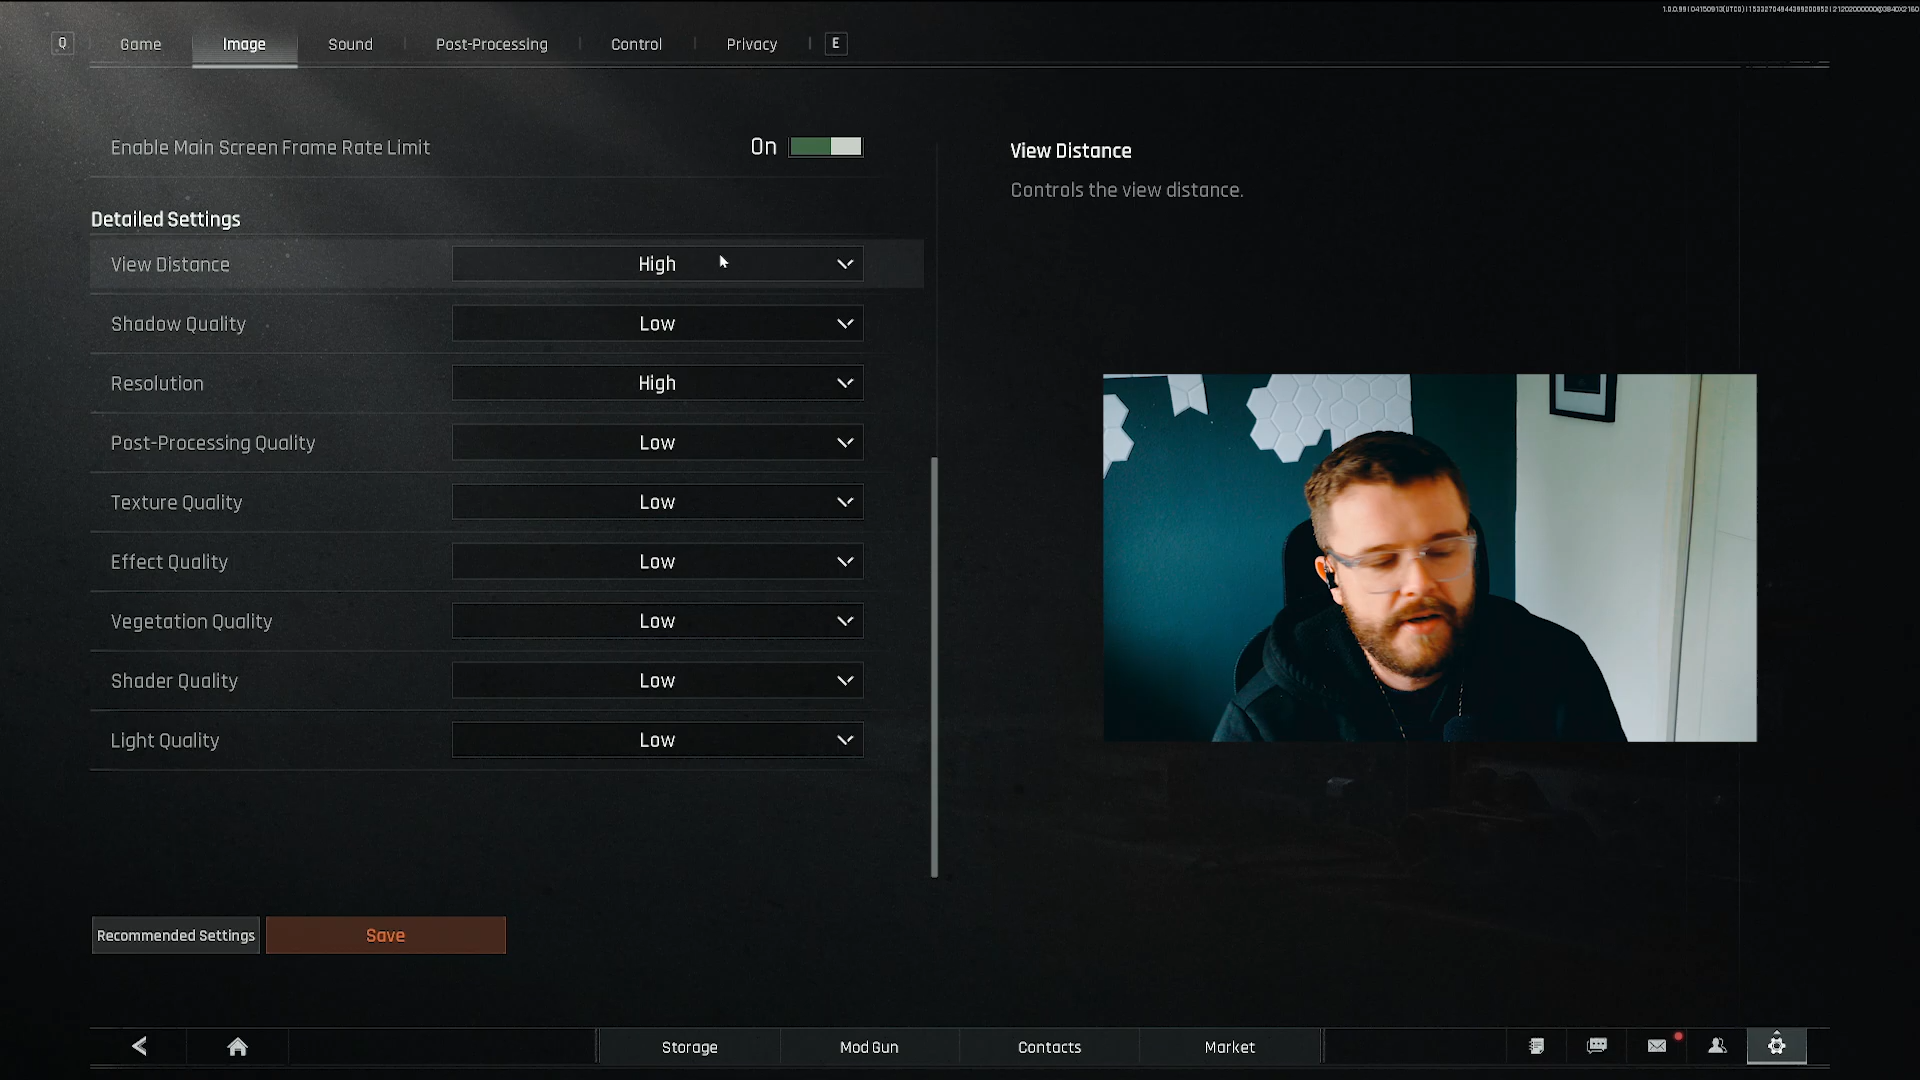 Q
Game
Image
Sound
Post-Processing
Control
Privacy
E
Enable Main Screen Frame Rate Limit
On
Detailed Settings
View Distance
High
Shadow Quality
Low
Resolution
High
Post-Processing Quality
Low
Texture Quality
Low
Effect Quality
Low
Vegetation Quality
Low
Shader Quality
Low
Light Quality
Low
View Distance
Controls the view distance.
Recommended Settings
Save
Storage
Mod Gun
Contacts
Market